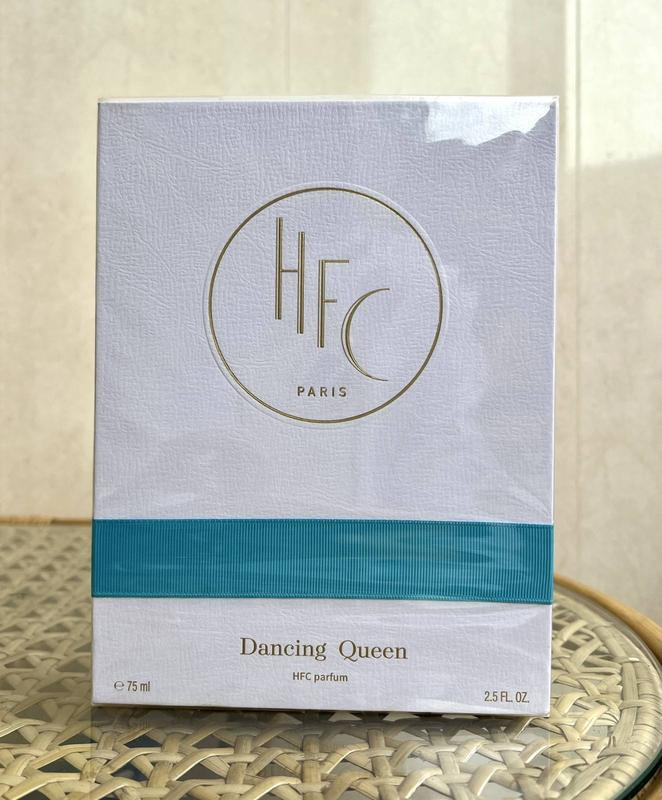 HFC
PARIS
Dancing Queen
HFC parfum
℮ 75 ml
2.5 FL. OZ.